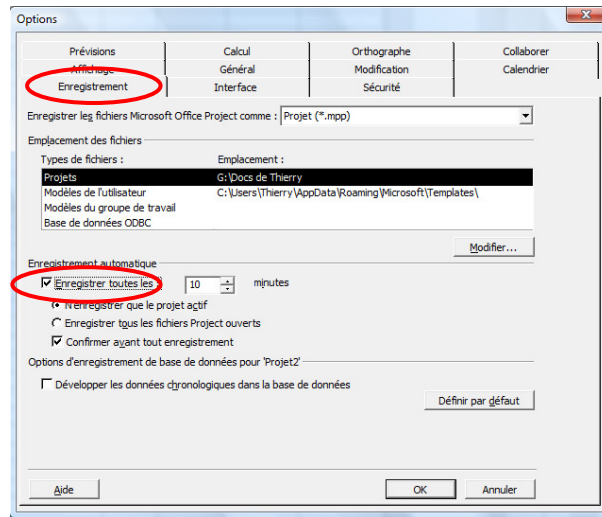 Options
Prévisions Calcul Orthographe Collaborer
Affichage Général Modification Calendrier
Enregistrement Interface Sécurité
Enregistrer les fichiers Microsoft Office Project comme : Projet (*.mpp)
Emplacement des fichiers
Types de fichiers : Emplacement :
Projets G:\Docs de Thierry
Modèles de l'utilisateur C:\Users\Thierry\AppData\Roaming\Microsoft\Templates\
Modèles du groupe de travail
Base de données ODBC
Modifier...
Enregistrement automatique
Enregistrer toutes les : 10 minutes
N'enregistrer que le projet actif
Enregistrer tous les fichiers Project ouverts
Confirmer avant tout enregistrement
Options d'enregistrement de base de données pour 'Projet2'
Développer les données chronologiques dans la base de données
Définir par défaut
Aide OK Annuler